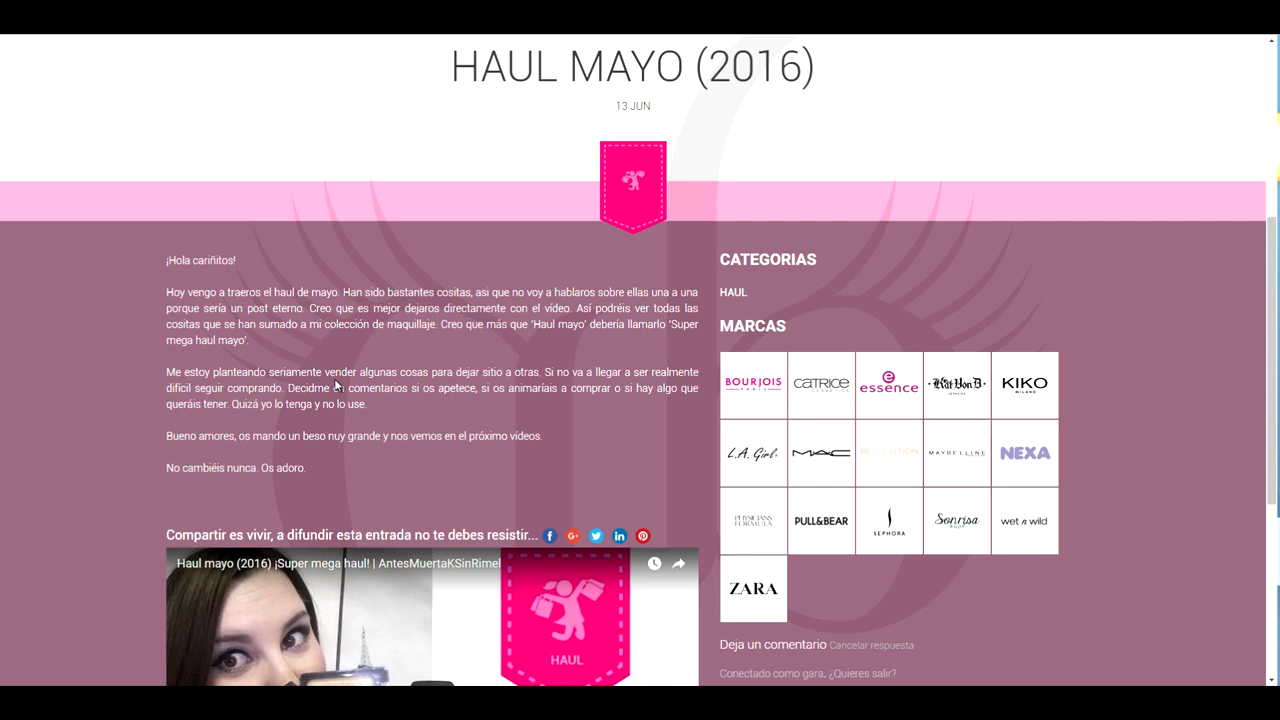 HAUL MAYO (2016)
13 JUN
¡Hola cariñitos!
Hoy vengo a traeros el haul de mayo. Han sido bastantes cositas, asi que no voy a hablaros sobre ellas una a una
porque sería un post eterno. Creo que es mejor dejaros directamente con el vídeo. Así podréis ver todas las
cositas que se han sumado a mi colección de maquillaje. Creo que más que 'Haul mayo' debería llamarlo 'Super
mega haul mayo'.
Me estoy planteando seriamente vender algunas cosas para dejar sitio a otras. Si no va a llegar a ser realmente
difícil seguir comprando. Decidme en comentarios si os apetece, si os animaríais a comprar o si hay algo que
queráis tener. Quizá yo lo tenga y no lo use.
Bueno amores, os mando un beso nuy grande y nos vemos en el próximo vídeos.
No cambiéis nunca. Os adoro.
Compartir es vivir, a difundir esta entrada no te debes resistir...
Haul mayo (2016) ¡Super mega haul! | AntesMuertaKSinRimel
HAUL
CATEGORIAS
HAUL
MARCAS
BOURJOIS PARIS CATRICE essence Kat Von D SEPHORA KIKO MILANO
L.A. Girl MAC REVOLUTION MAYBELLINE NEXA
PHYSICIANS FORMULA PULL&BEAR SEPHORA Sonrisa wet n wild
ZARA
Deja un comentario Cancelar respuesta
Conectado como gara. ¿Quieres salir?